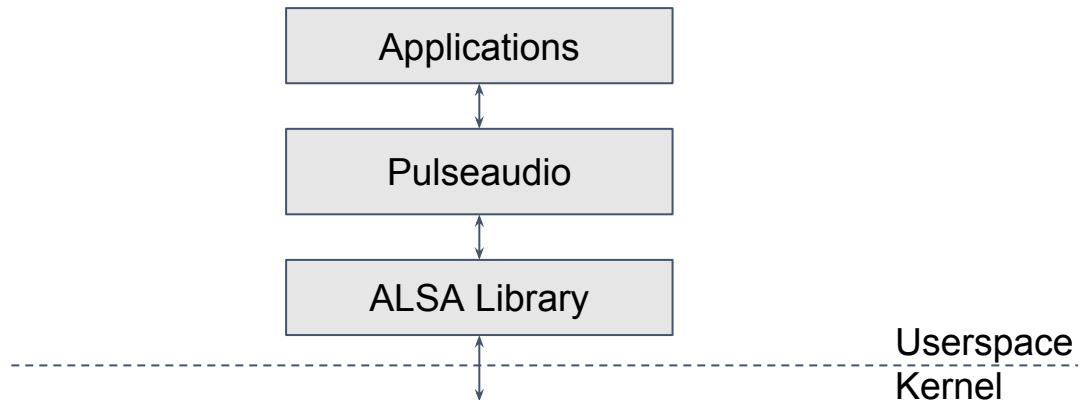 Applications
Pulseaudio
ALSA Library
Userspace
Kernel